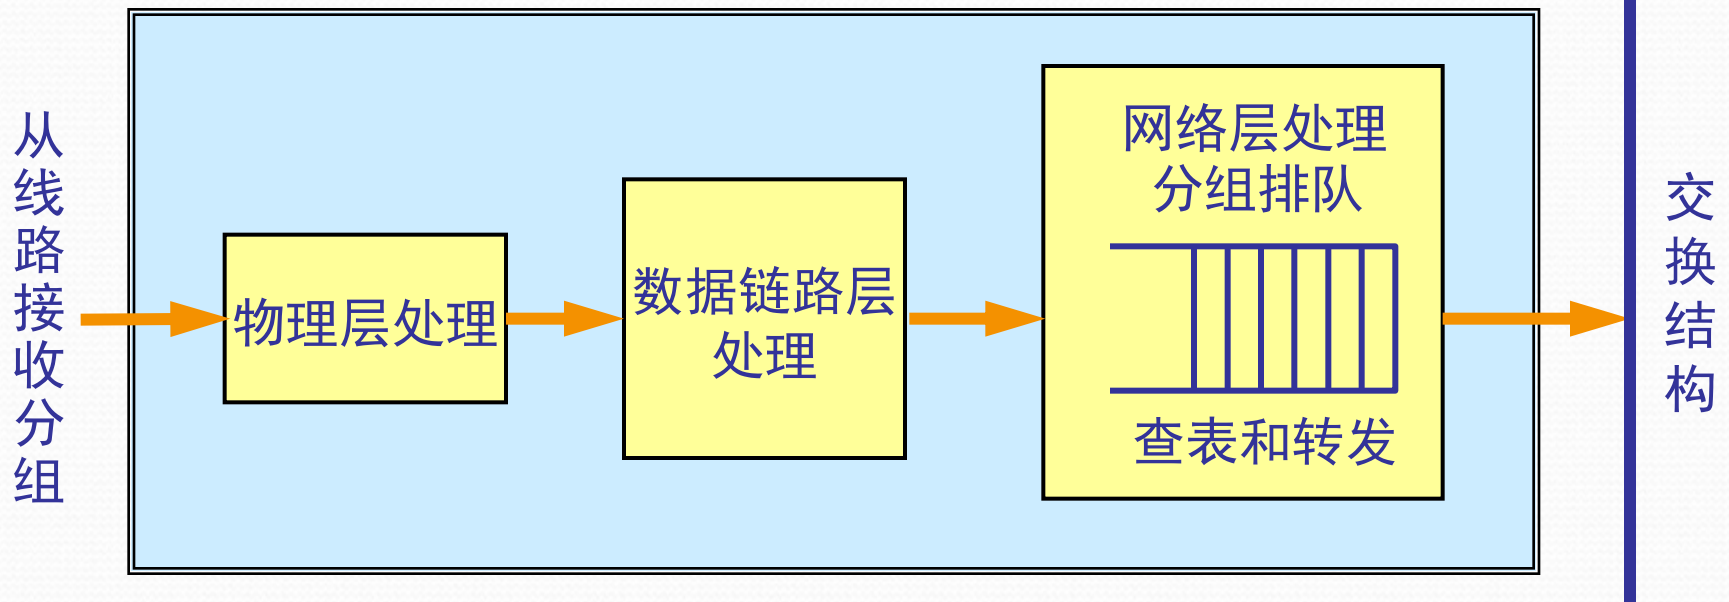 从线路接收分组
物理层处理
数据链路层
处理
网络层处理
分组排队
查表和转发
交换结构